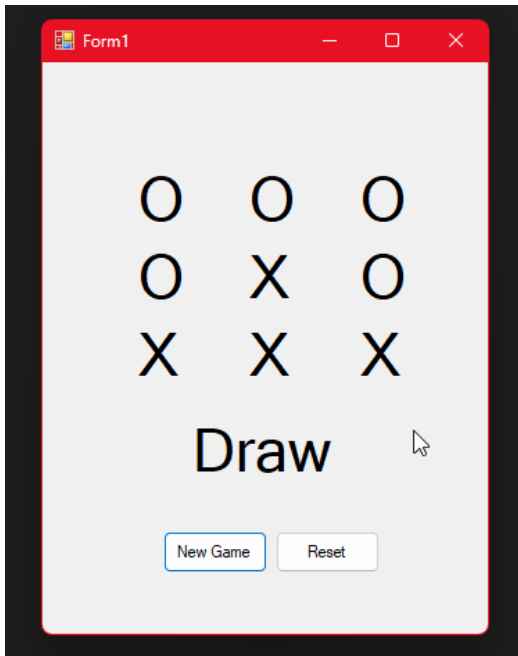 Form1
O O O
O X O
X X X
Draw
New Game Reset